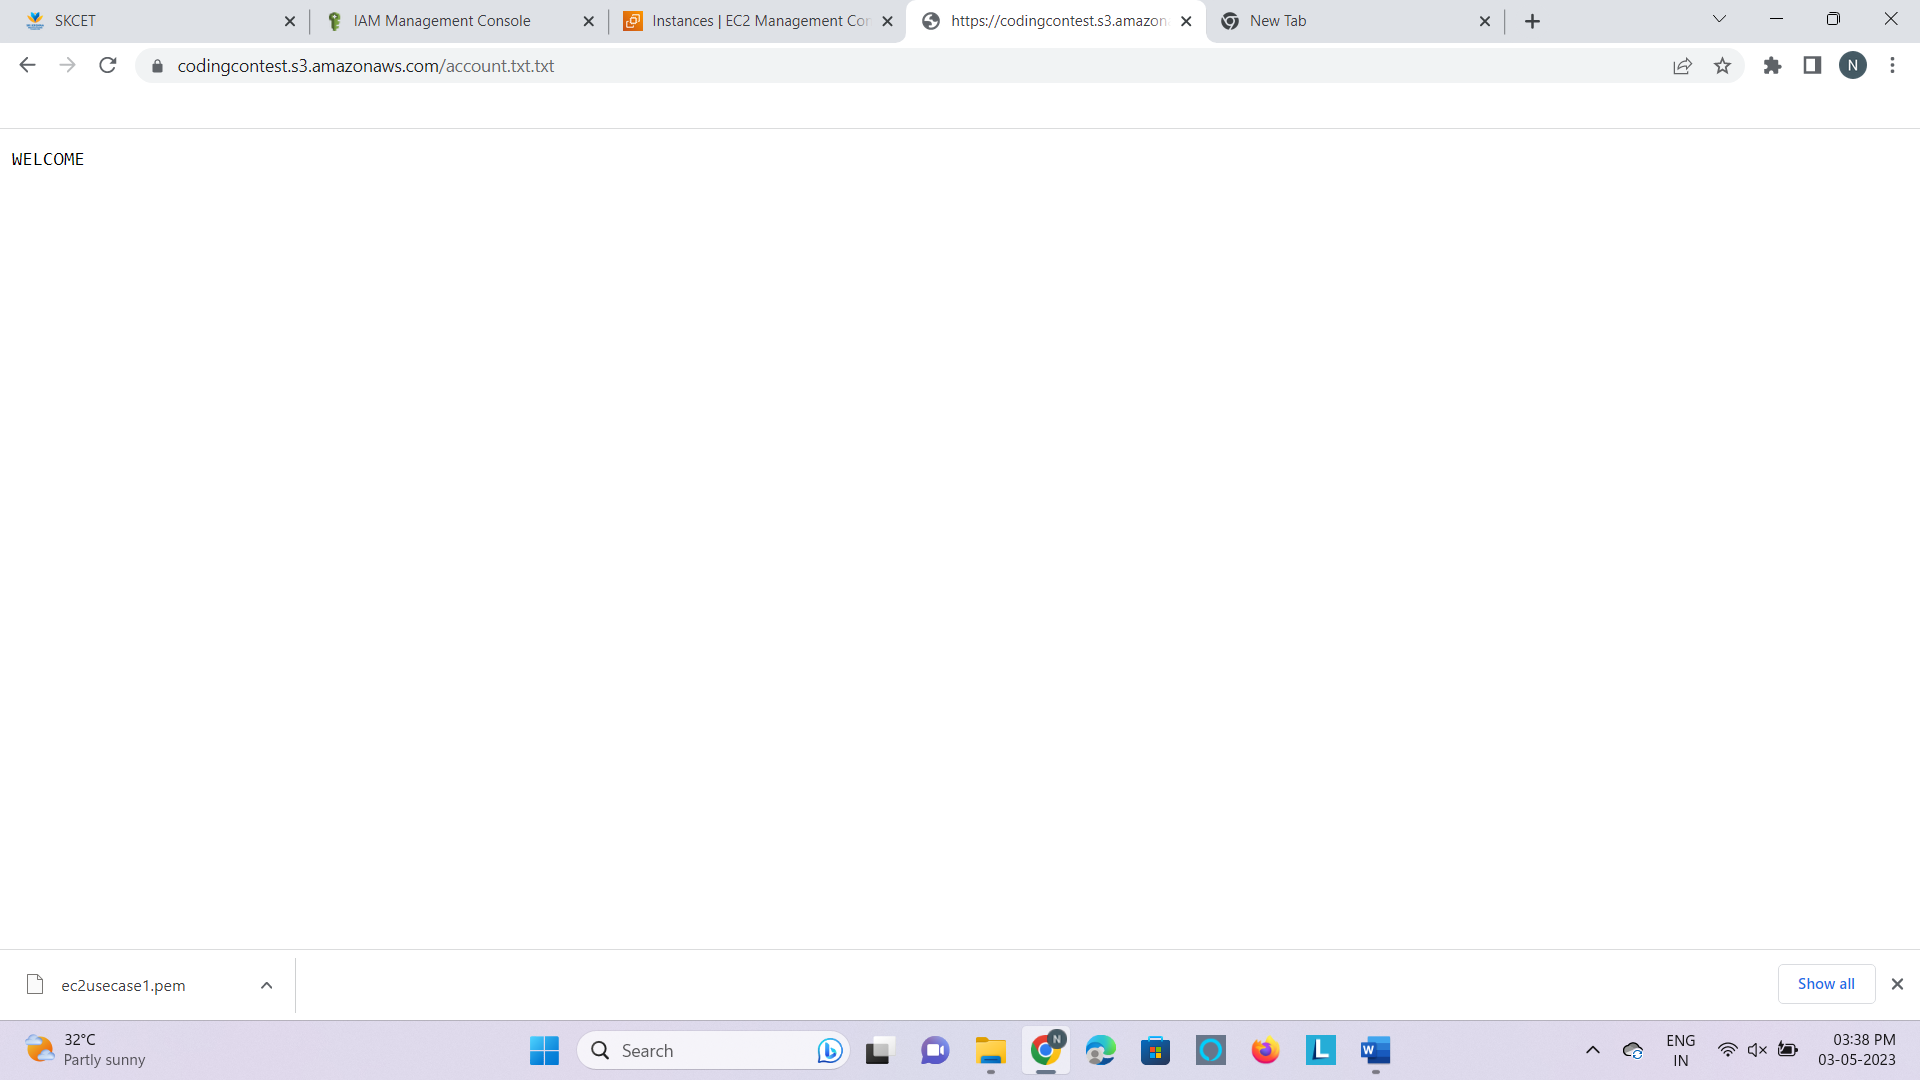 SKCET
IAM Management Console
Instances | EC2 Management Co
https://codingcontest.s3.amazon
New Tab
codingcontest.s3.amazonaws.com/account.txt.txt
N
WELCOME
ec2usecase1.pem
Show all
32°C
Partly sunny
Search
N
L
W
ENG
IN
03:38 PM
03-05-2023